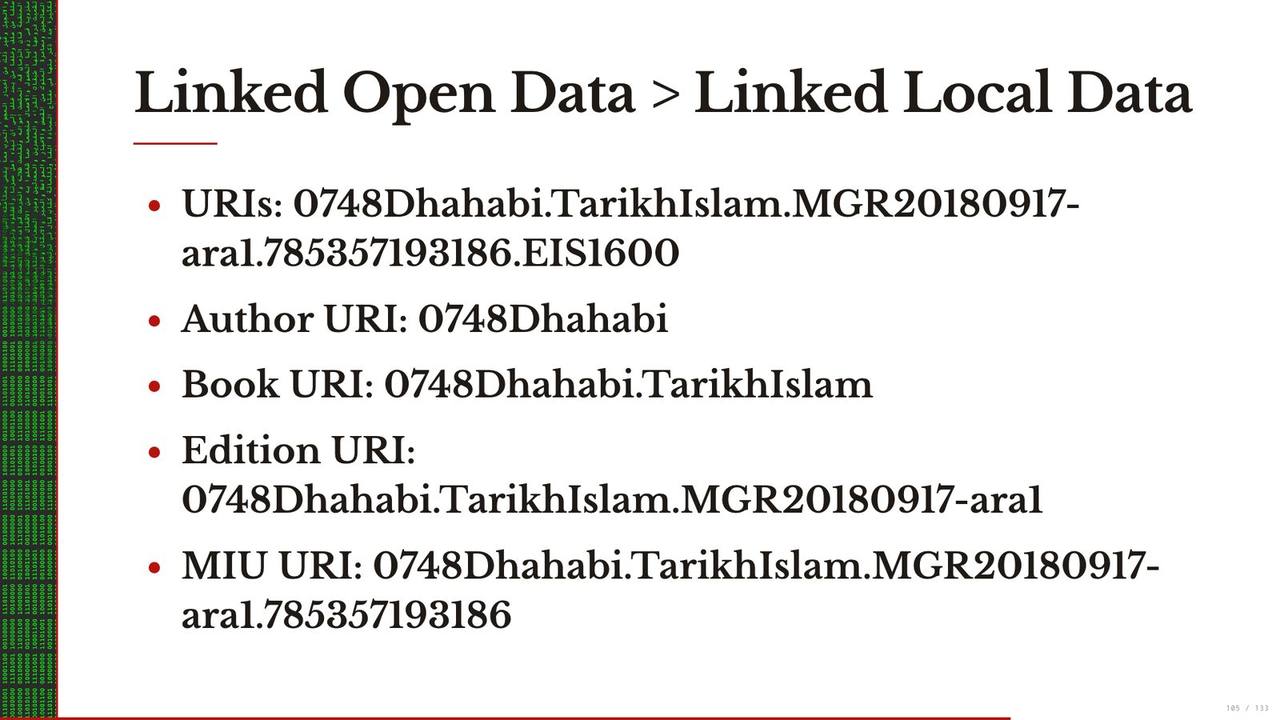 Linked Open Data > Linked Local Data
URIs: 0748Dhahabi.TarikhIslam.MGR20180917-
ara1.785357193186.EIS1600
Author URI: 0748Dhahabi
Book URI: 0748Dhahabi.TarikhIslam
Edition URI:
0748Dhahabi.TarikhIslam.MGR20180917-ara1
MIU URI: 0748Dhahabi.TarikhIslam.MGR20180917-
ara1.785357193186
105 / 133